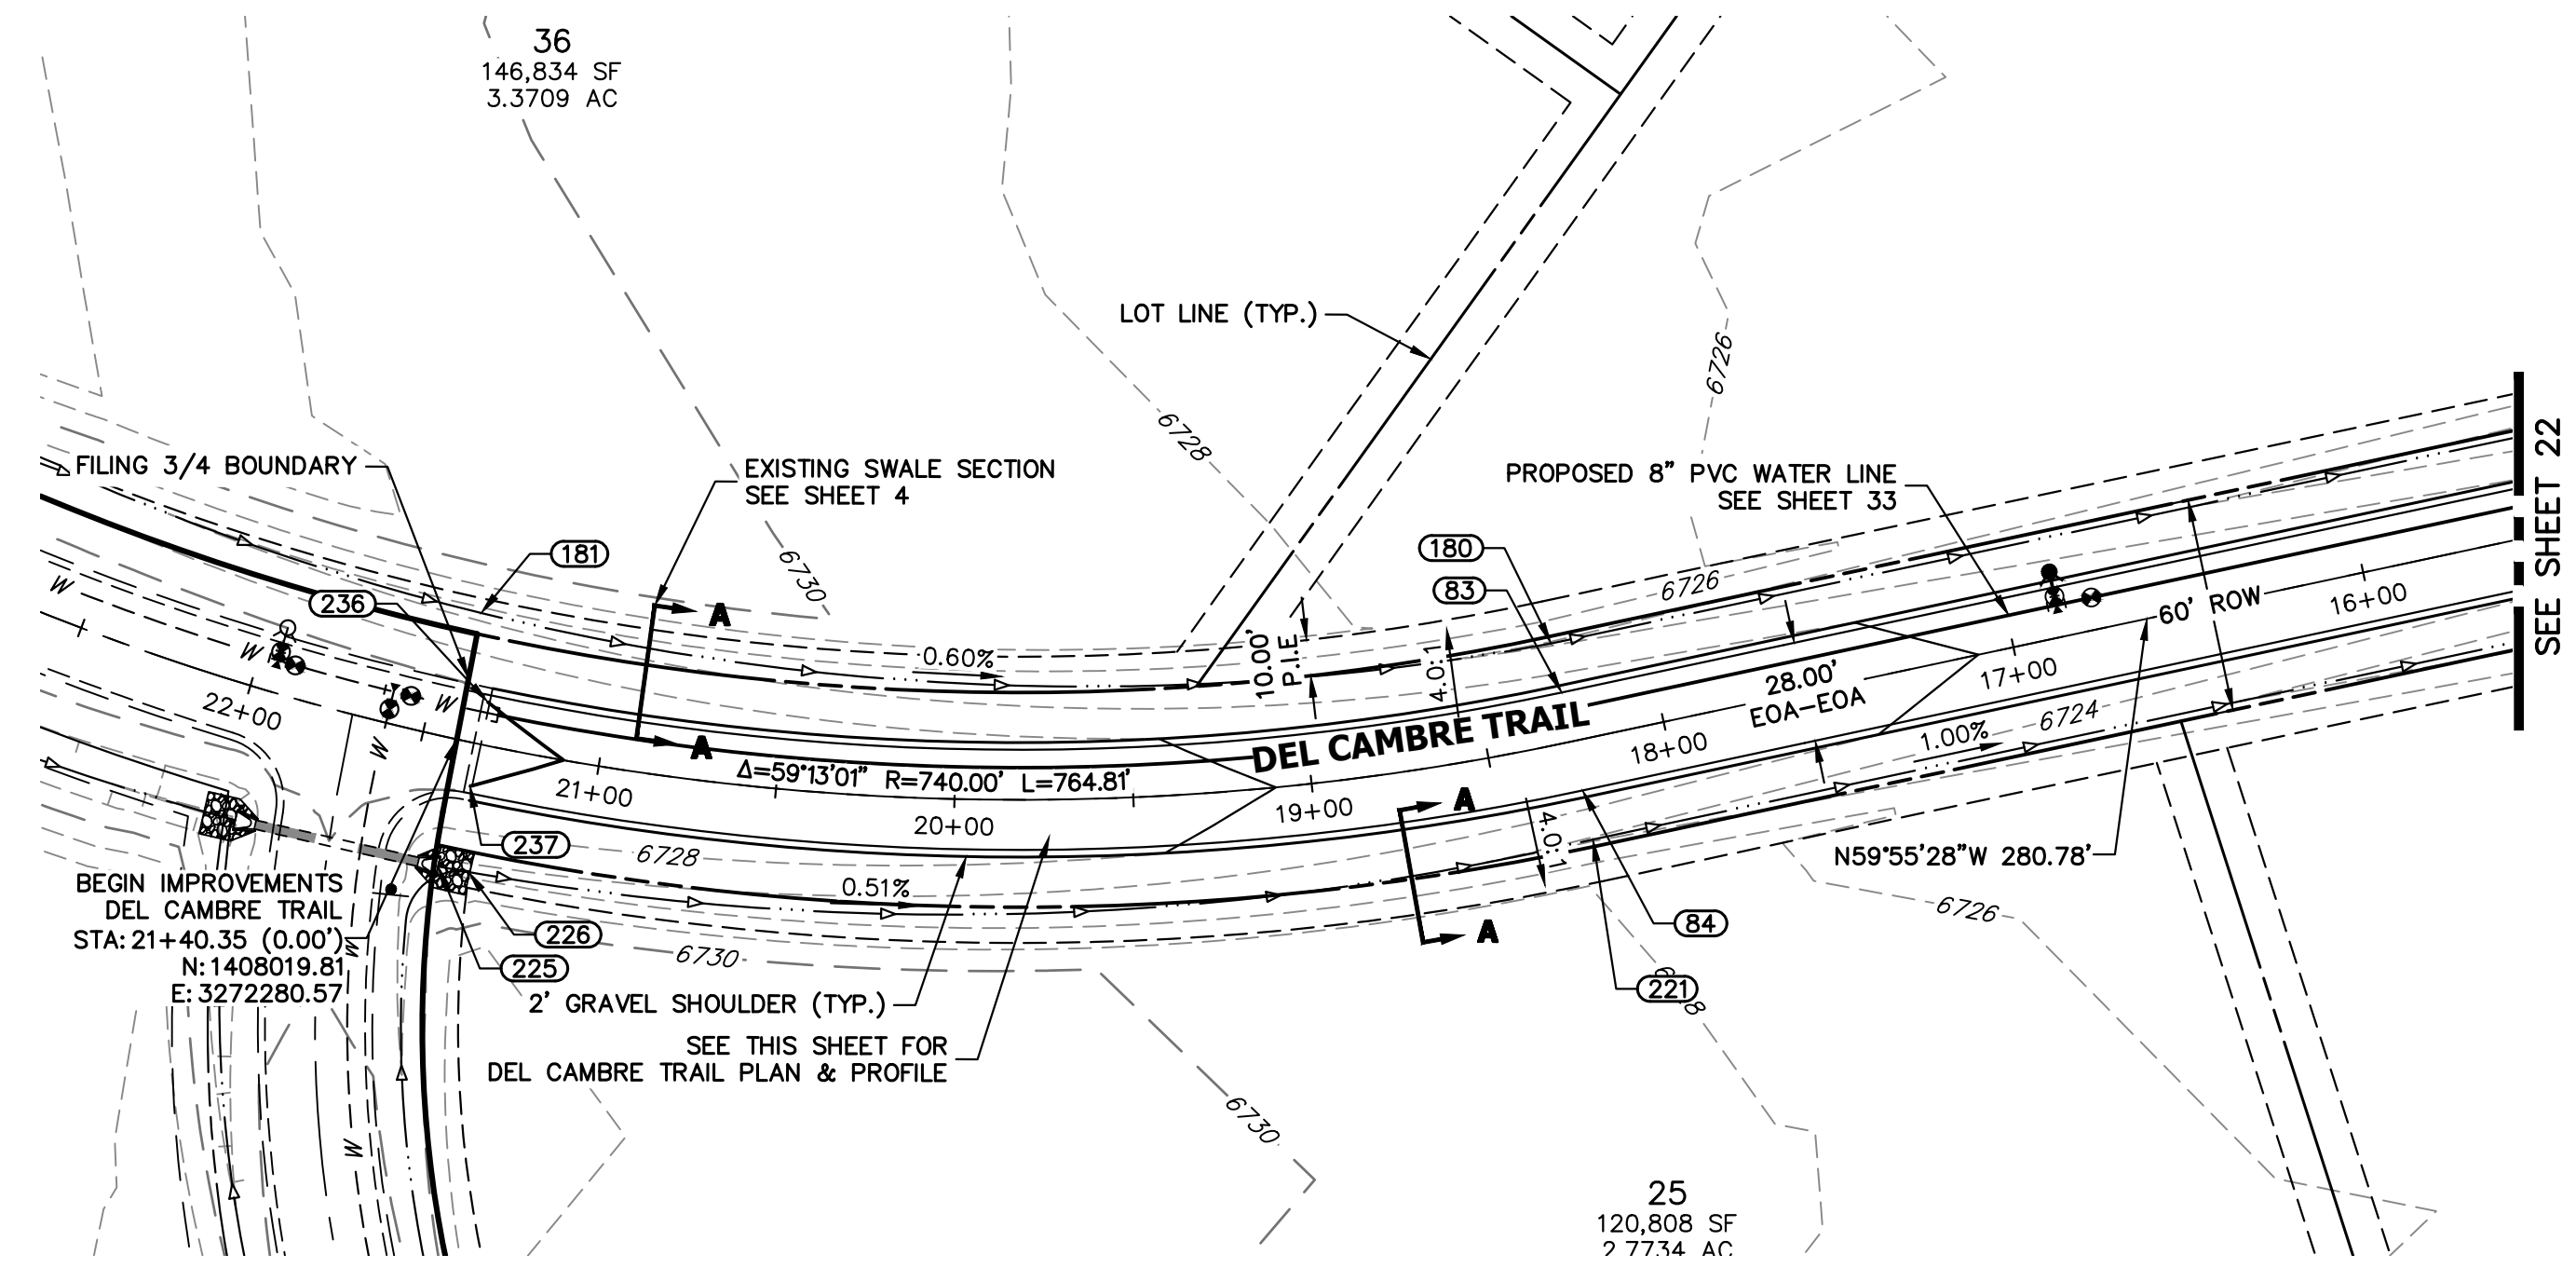 36
146,834 SF
3.3709 AC
LOT LINE (TYP.)
6726
6728
FILING 3/4 BOUNDARY
EXISTING SWALE SECTION
SEE SHEET 4
PROPOSED 8” PVC WATER LINE
SEE SHEET 33
SEE SHEET 22
181
180
6730
6726
83
236
A
60' ROW
16+00
0.60%
10.00'
P.I.E
4.0:1
W
W
W
W
22+00
28.00'
EOA-EOA
17+00
DEL CAMBRE TRAIL
6724
A
18+00
1.00%
Δ=59°13'01” R=740.00' L=764.81'
21+00
20+00
19+00
A
4.0:1
237
6728
N59°55'28”W 280.78'
0.51%
BEGIN IMPROVEMENTS
DEL CAMBRE TRAIL
STA: 21+40.35 (0.00')
N: 1408019.81
E: 3272280.57
W
226
225
6730
A
84
6726
221
6728
2' GRAVEL SHOULDER (TYP.)
SEE THIS SHEET FOR
DEL CAMBRE TRAIL PLAN & PROFILE
6730
W
25
120,808 SF
2.7734 AC